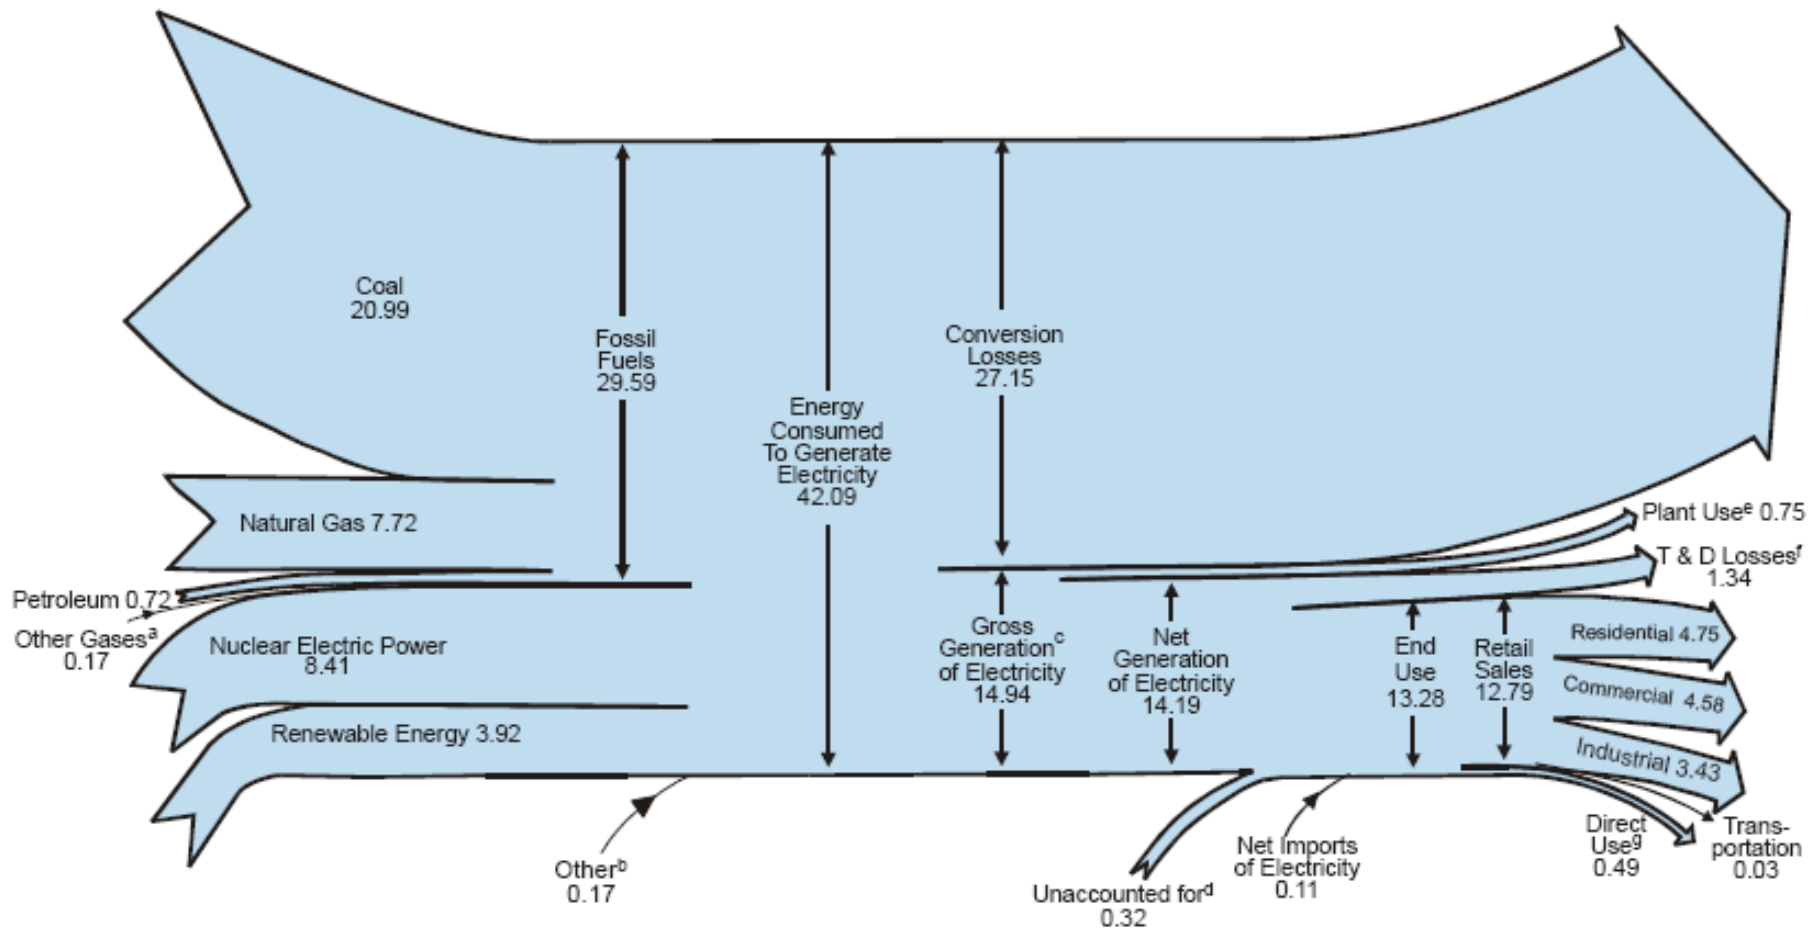 Coal
20.99
Fossil
Fuels
29.59
Energy
Consumed
To Generate
Electricity
42.09
Conversion
Losses
27.15
Natural Gas 7.72
Petroleum 0.72
Other Gasesᵃ
0.17
Nuclear Electric Power
8.41
Renewable Energy 3.92
Otherᵇ
0.17
Gross
Generationᶜ
of Electricity
14.94
Net
Generation
of Electricity
14.19
Unaccounted forᵈ
0.32
Net Imports
of Electricity
0.11
End
Use
13.28
Retail
Sales
12.79
Plant Useᵉ 0.75
T & D Lossesᶠ
1.34
Residential 4.75
Commercial 4.58
Industrial 3.43
Direct
Useᵍ
0.49
Trans-
portation
0.03